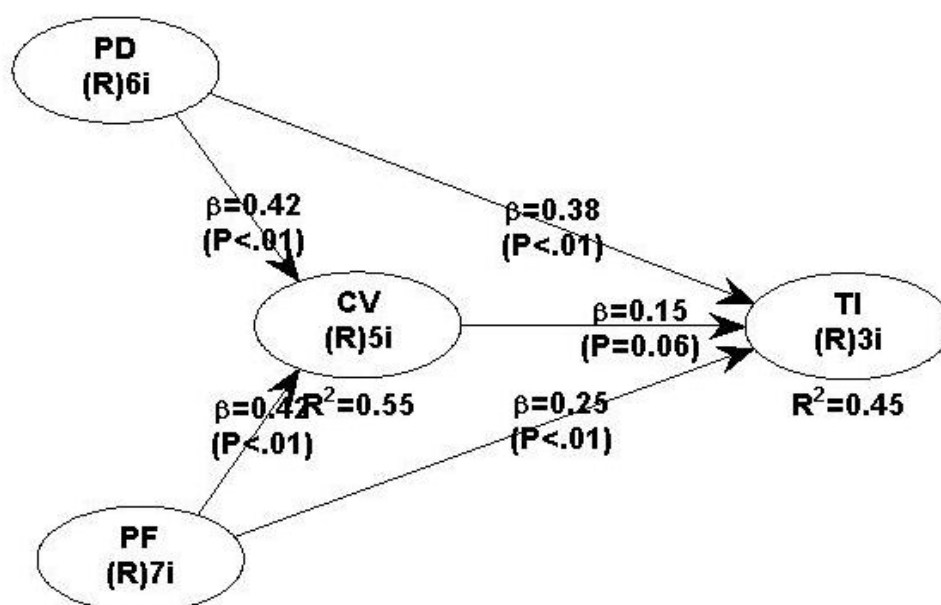 PD
(R)6i
β=0.42
(P<.01)
β=0.38
(P<.01)
CV
(R)5i
R²=0.55
β=0.15
(P=0.06)
TI
(R)3i
R²=0.45
β=0.42
(P<.01)
β=0.25
(P<.01)
PF
(R)7i